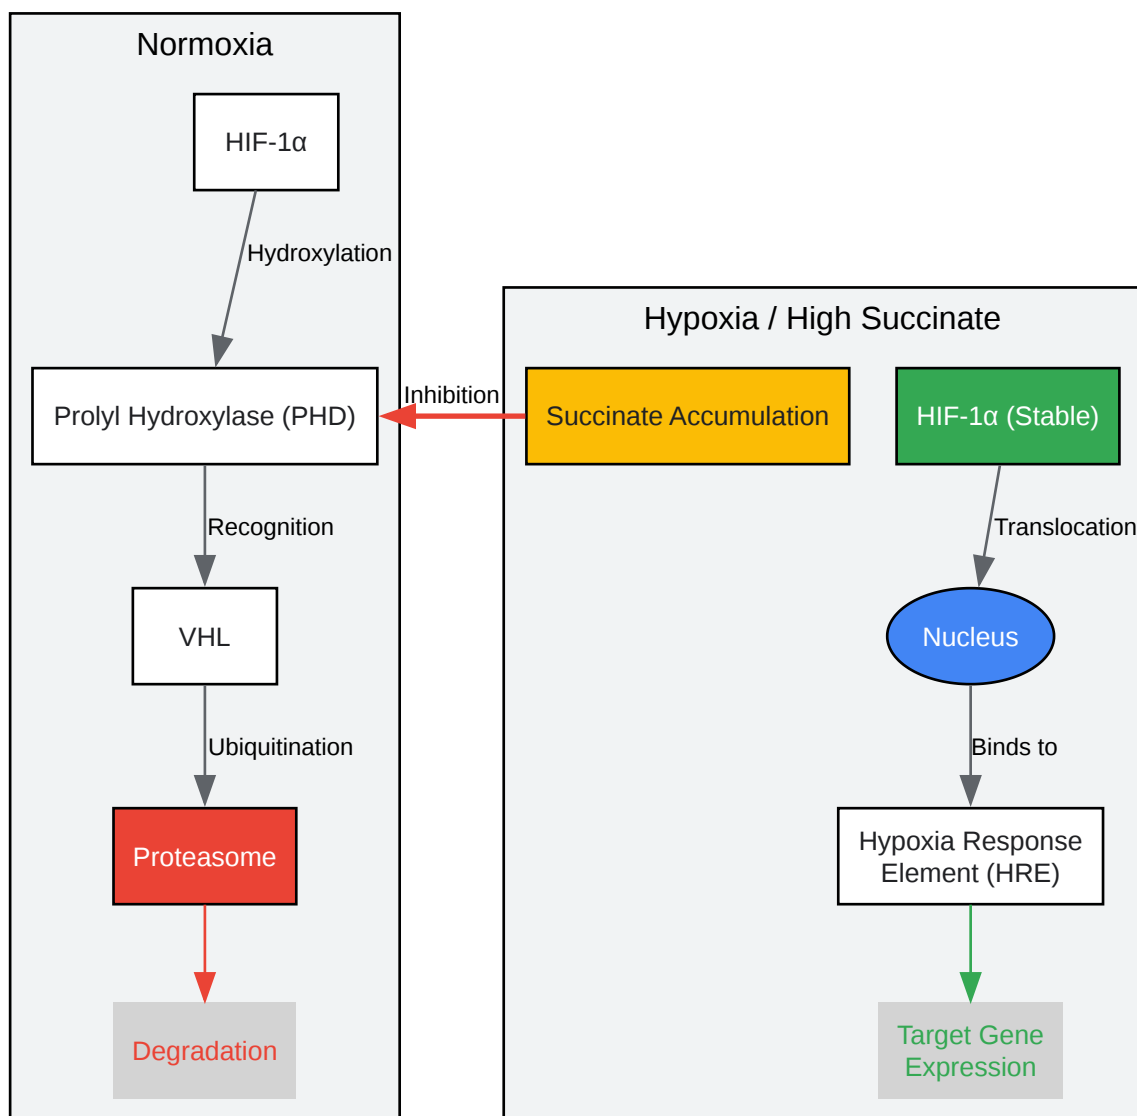 Normoxia
HIF-1α
Hydroxylation
Prolyl Hydroxylase (PHD)
Recognition
VHL
Ubiquitination
Proteasome
Degradation
Inhibition
Hypoxia / High Succinate
Succinate Accumulation
HIF-1α (Stable)
Translocation
Nucleus
Binds to
Hypoxia Response
Element (HRE)
Target Gene
Expression